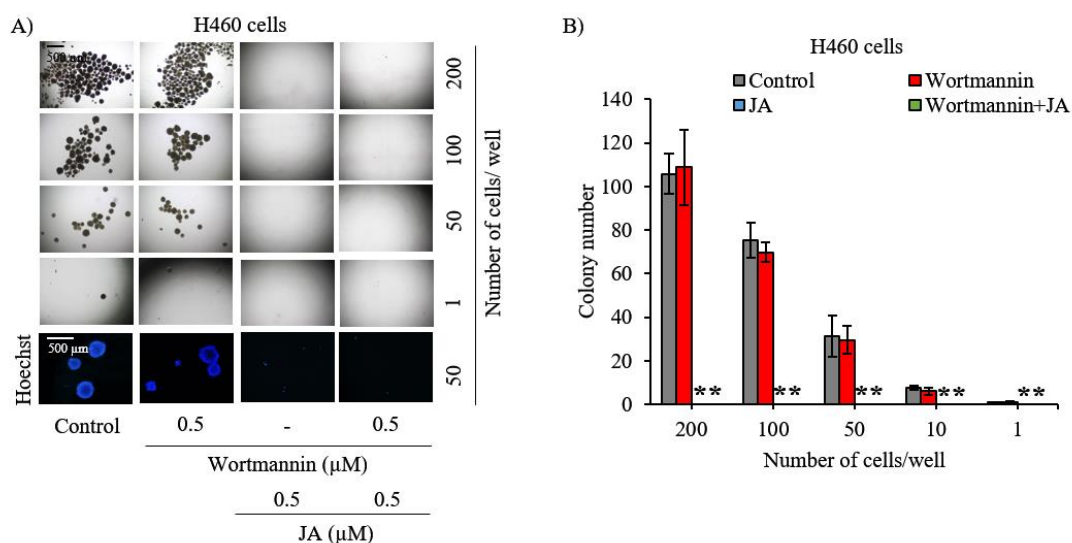 A)
H460 cells
500 µm
200
100
50
1
50
Number of cells/ well
500 µm
Hoechst
Control 0.5 - 0.5
Wortmannin (µM)
0.5 0.5
JA (µM)
B)
H460 cells
Control Wortmannin
JA Wortmannin+JA
140
120
100
80
60
40
20
0
Colony number
** ** ** ** **
200 100 50 10 1
Number of cells/well